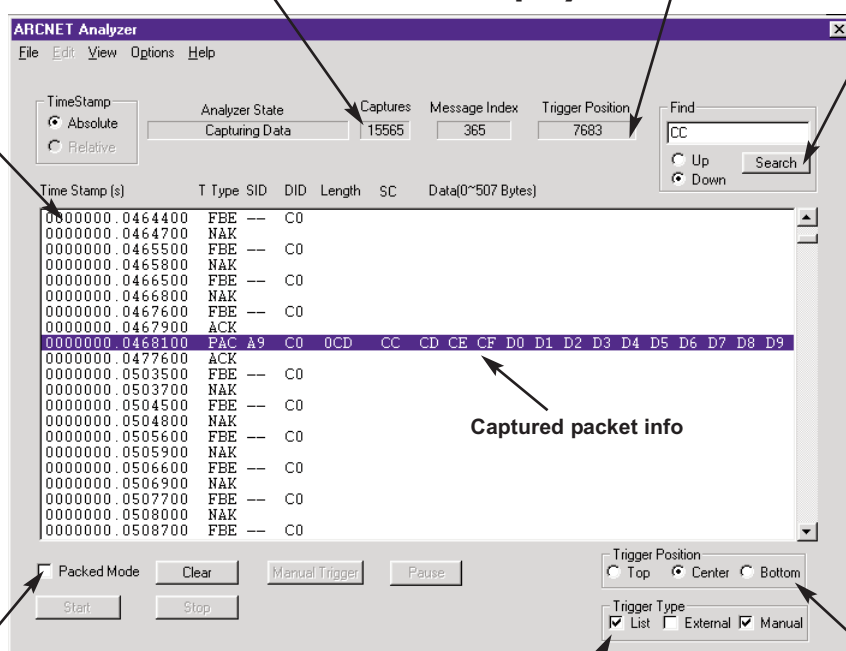 ARCNET Analyzer
File Edit View Options Help
TimeStamp
Absolute
Relative
Analyzer State
Capturing Data
Captures
15565
Message Index
365
Trigger Position
7683
Find
CC
Up
Down
Search
Time Stamp (s) T Type SID DID Length SC Data(0~507 Bytes)
0000000.0464400 FBE -- C0
0000000.0464700 NAK
0000000.0465500 FBE -- C0
0000000.0465800 NAK
0000000.0466500 FBE -- C0
0000000.0466800 NAK
0000000.0467600 FBE -- C0
0000000.0467900 ACK
0000000.0468100 PAC A9 C0 0CD CC CD CE CF D0 D1 D2 D3 D4 D5 D6 D7 D8 D9
0000000.0477600 ACK
0000000.0503500 FBE -- C0
0000000.0503700 NAK
0000000.0504500 FBE -- C0
0000000.0504800 NAK
0000000.0505600 FBE -- C0
0000000.0505900 NAK
0000000.0506600 FBE -- C0
0000000.0506900 NAK
0000000.0507700 FBE -- C0
0000000.0508000 NAK
0000000.0508700 FBE -- C0
Captured packet info
Packed Mode
Clear
Manual Trigger
Pause
Start
Stop
Trigger Position
Top Center Bottom
Trigger Type
List External Manual